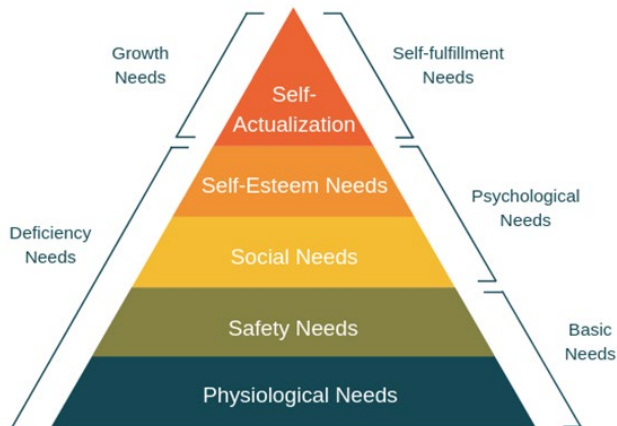 Growth
Needs
Self-fulfillment
Needs
Self-
Actualization
Self-Esteem Needs
Psychological
Needs
Deficiency
Needs
Social Needs
Safety Needs
Basic
Needs
Physiological Needs